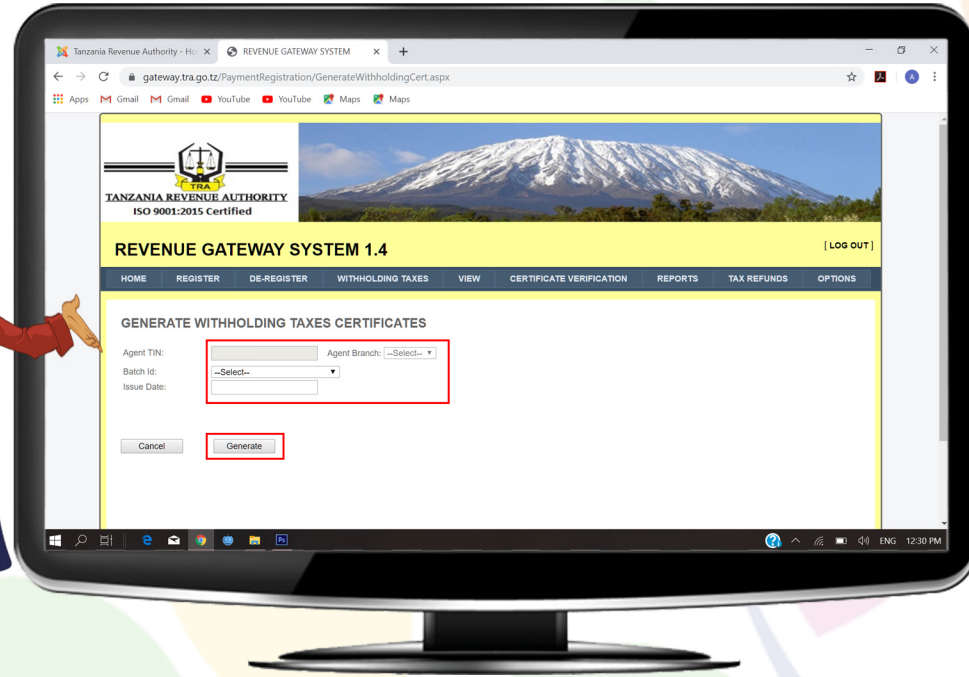 Tanzania Revenue Authority - Ho
REVENUE GATEWAY SYSTEM
gateway.tra.go.tz/PaymentRegistration/GenerateWithholdingCert.aspx
A
Apps
Gmail
Gmail
YouTube
YouTube
Maps
Maps
TRA
TANZANIA REVENUE AUTHORITY
ISO 9001:2015 Certified
REVENUE GATEWAY SYSTEM 1.4
[ LOG OUT ]
HOME REGISTER DE-REGISTER WITHHOLDING TAXES VIEW CERTIFICATE VERIFICATION REPORTS TAX REFUNDS OPTIONS
GENERATE WITHHOLDING TAXES CERTIFICATES
Agent TIN: Agent Branch: --Select--
Batch Id: --Select--
Issue Date:
Cancel Generate
Ps
ENG 12:30 PM